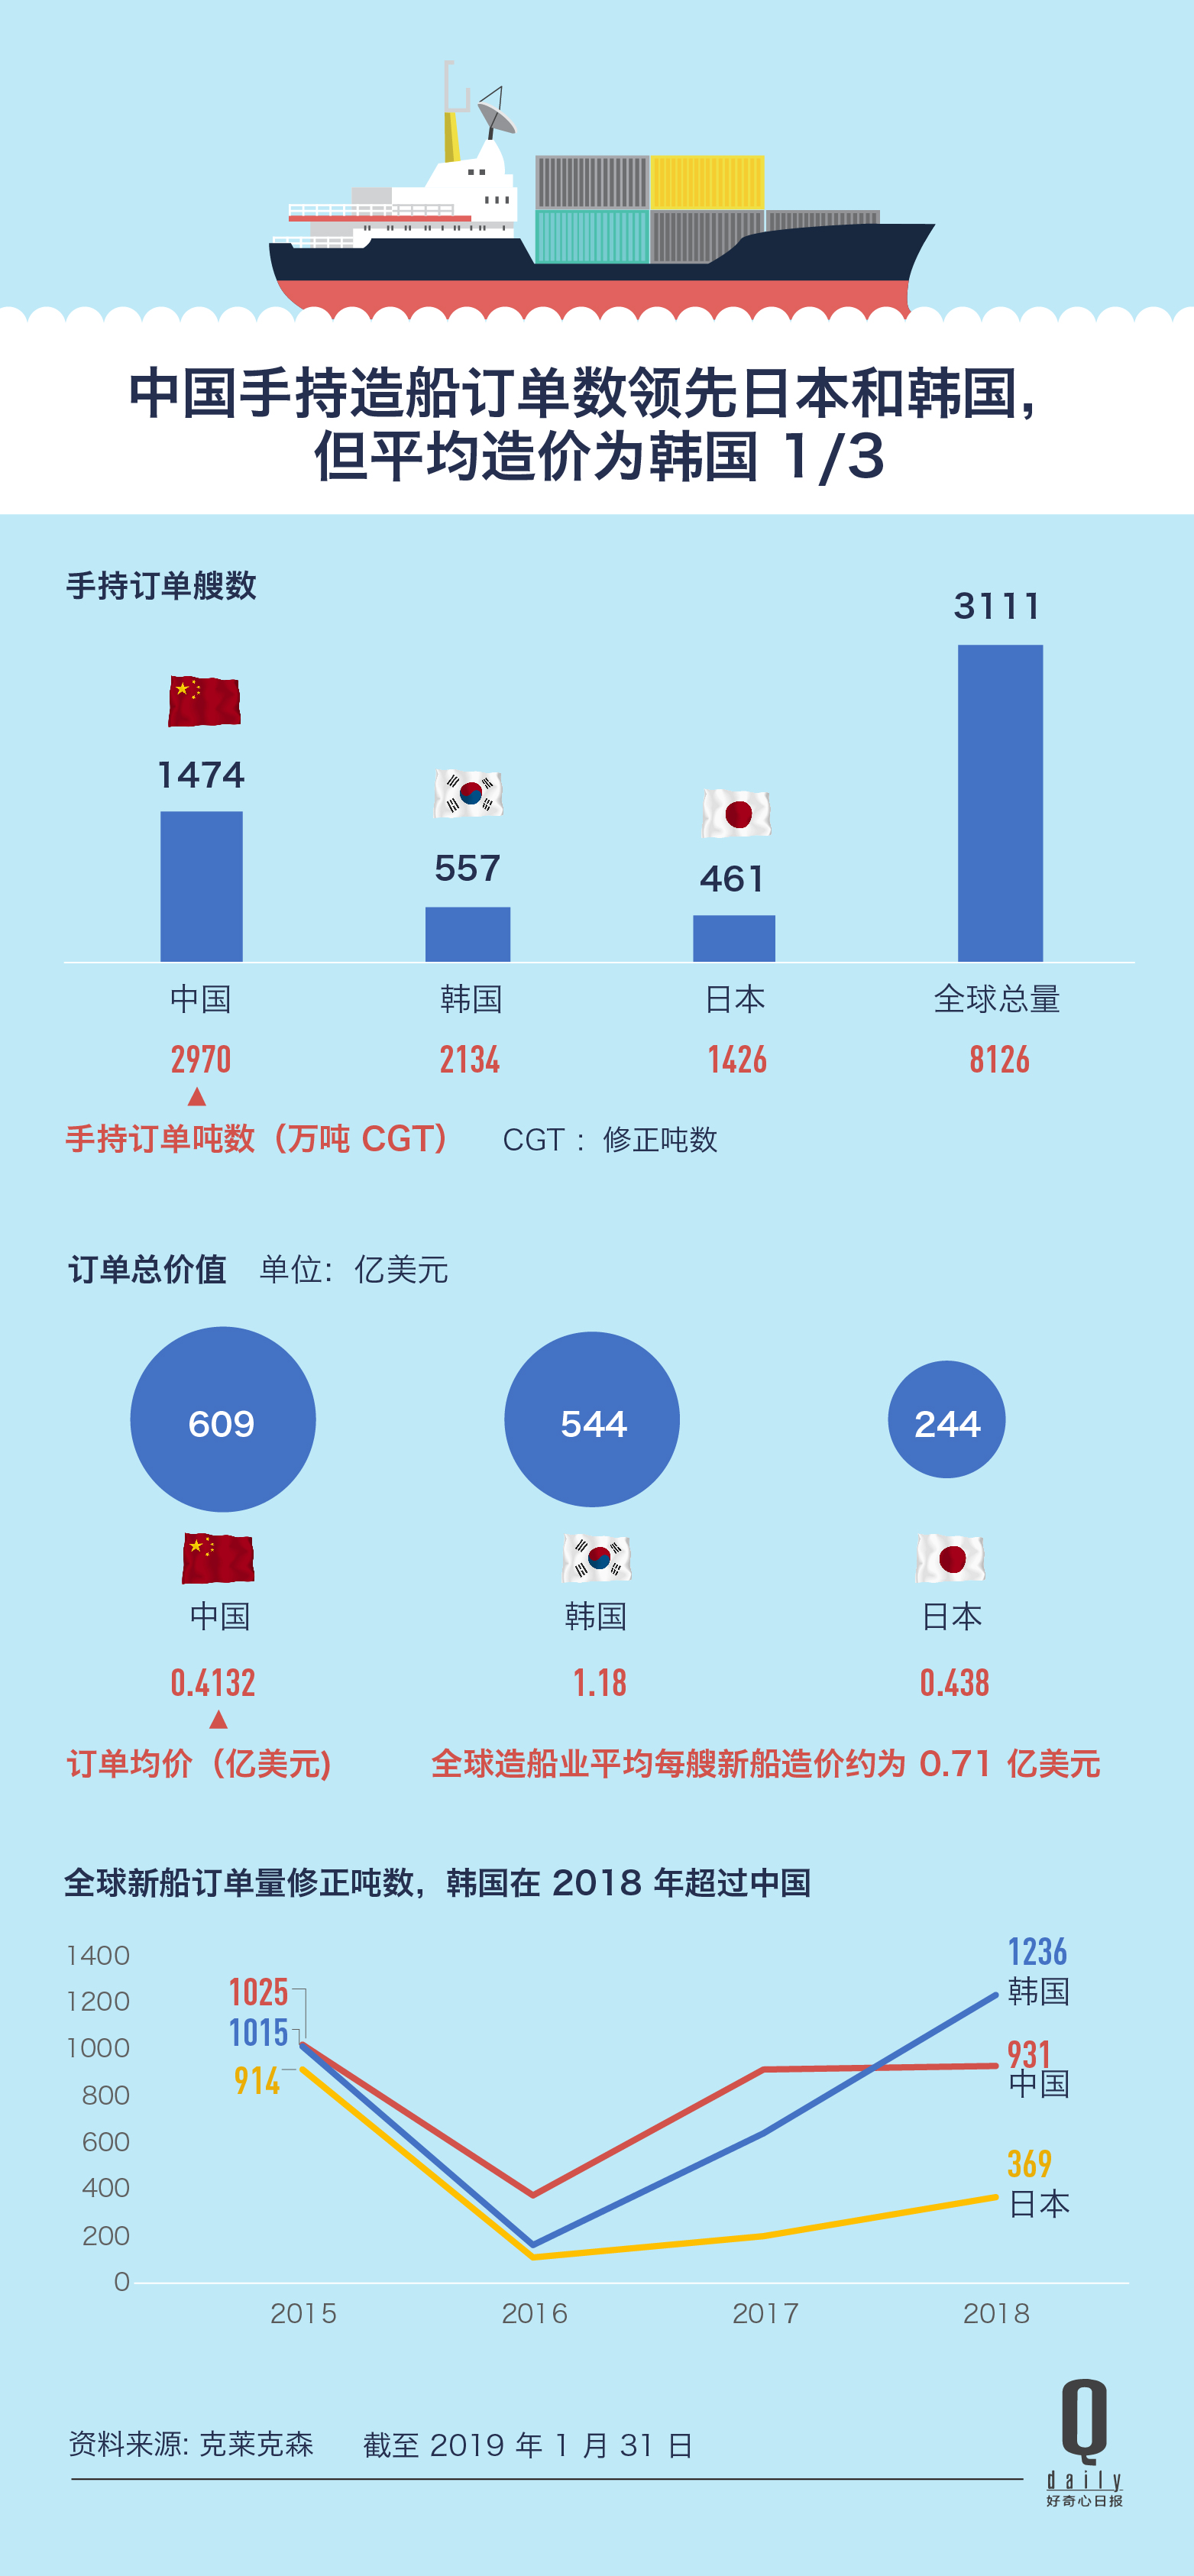 中国手持造船订单数领先日本和韩国，
但平均造价为韩国 1/3
手持订单艘数
3111
1474
557
461
中国 韩国 日本 全球总量
2970 2134 1426 8126
▲
手持订单吨数（万吨 CGT） CGT ：修正吨数
订单总价值 单位：亿美元
609 544 244
中国 韩国 日本
0.4132 1.18 0.438
▲
订单均价（亿美元) 全球造船业平均每艘新船造价约为 0.71 亿美元
全球新船订单量修正吨数，韩国在 2018 年超过中国
1400
1200
1000
800
600
400
200
0
1025
1015
914
1236
韩国
931
中国
369
日本
2015 2016 2017 2018
资料来源: 克莱克森 截至 2019 年 1 月 31 日
Q
daily
好奇心日报